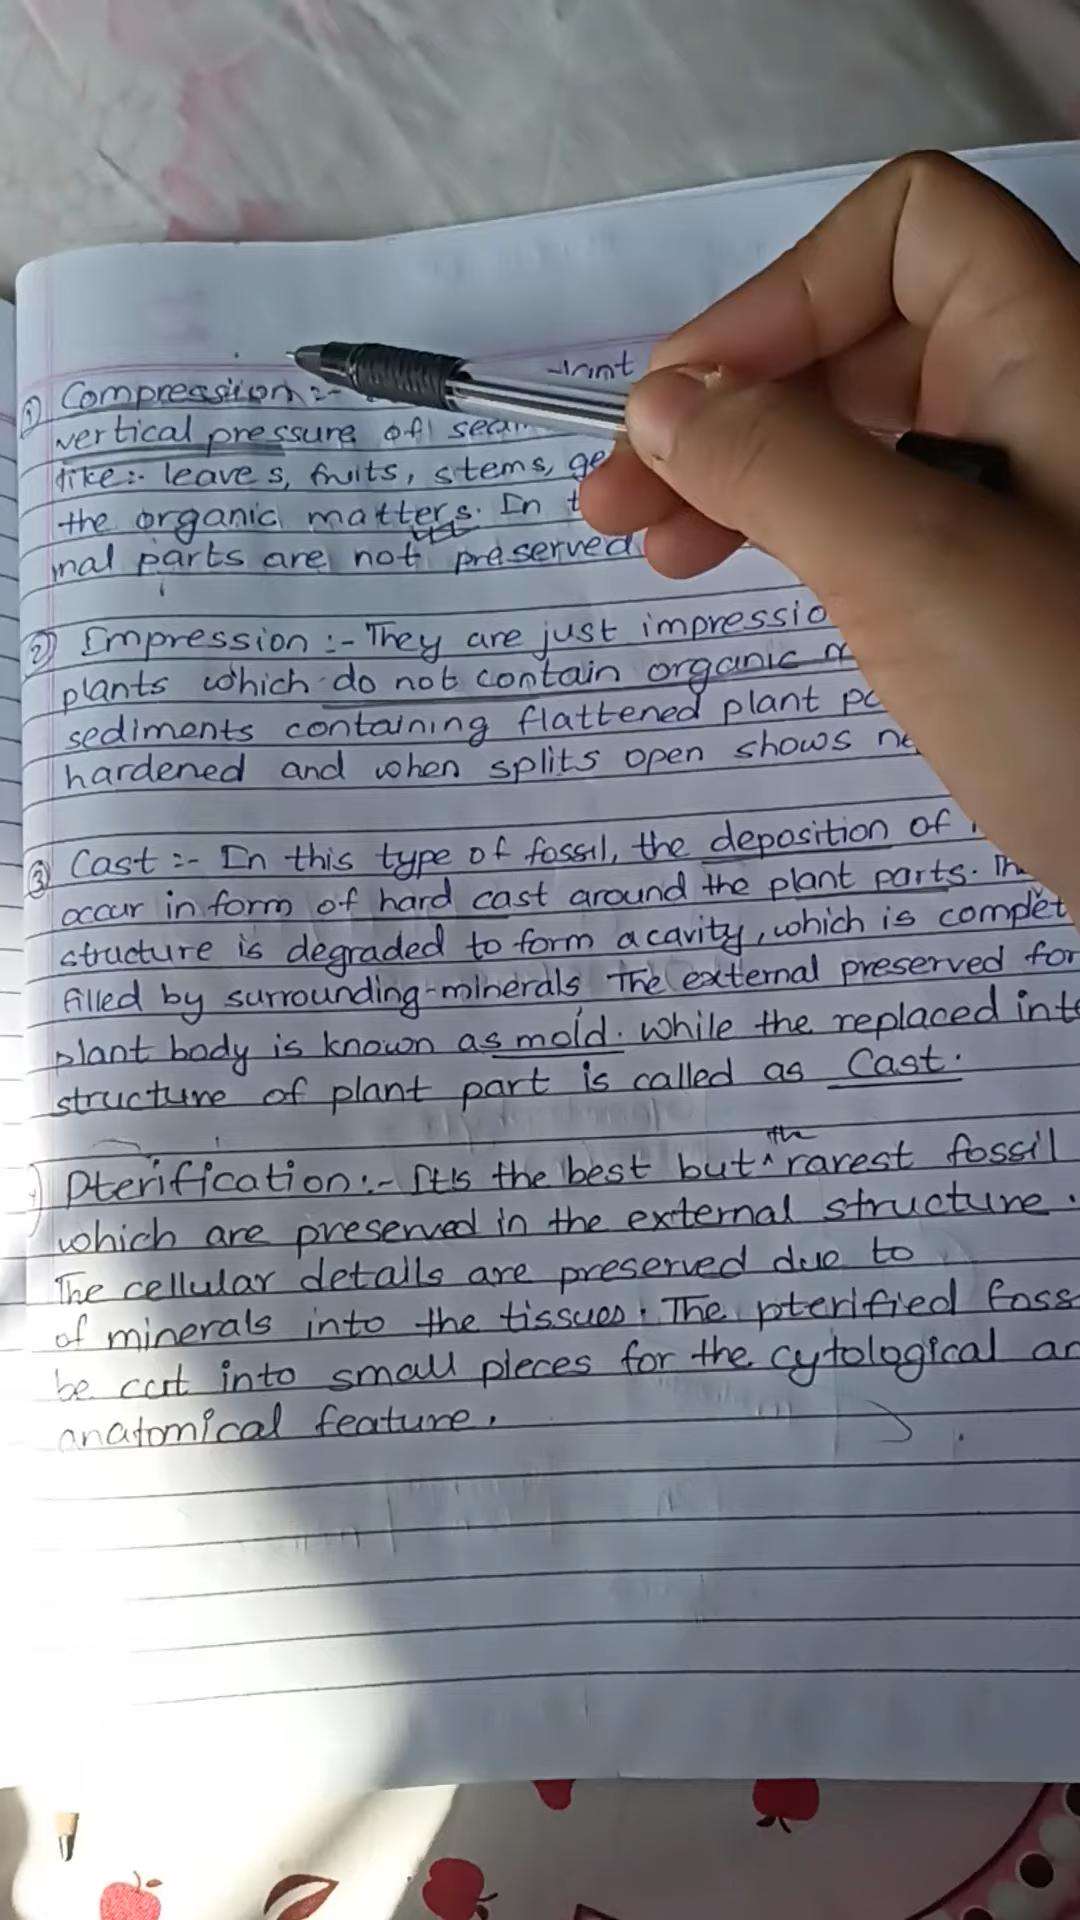 ① Compression :-
vertical pressure of
like :- leaves, fruits, stems,
the organic matters. In
mal parts are not preserved
② Impression :- They are just impressio
plants which do not contain organic
sediments containing flattened plant
hardened and when splits open shows
③ Cast :- In this type of fossil, the deposition of
occur in form of hard cast around the plant parts.
structure is degraded to form a cavity, which is complet
filled by surrounding-minerals The external preserved for
plant body is known as mold. While the replaced inte
structure of plant part is called as Cast.
Pterification :- It's the best but ^the rarest fossil
which are preserved in the external structure.
The cellular details are preserved due to
of minerals into the tissues. The pterified foss
be cut into small pieces for the cytological an
anatomical feature.